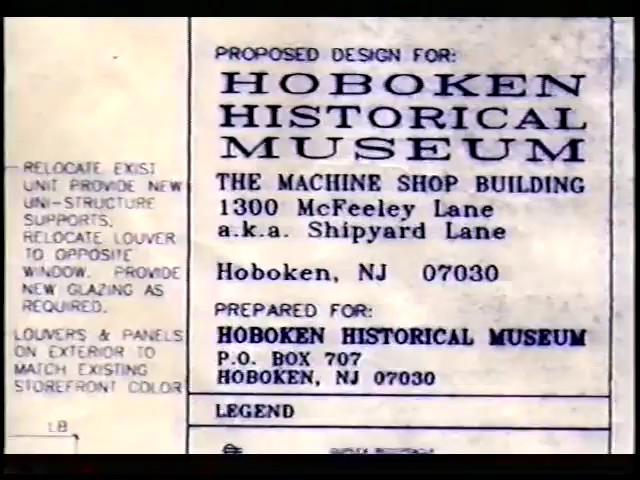 RELOCATE EXIST
UNIT PROVIDE NEW
UNI-STRUCTURE
SUPPORTS.
RELOCATE LOUVER
TO OPPOSITE
WINDOW. PROVIDE
NEW GLAZING AS
REQUIRED.
LOUVERS & PANELS
ON EXTERIOR TO
MATCH EXISTING
STOREFRONT COLOR
PROPOSED DESIGN FOR:
HOBOKEN
HISTORICAL
MUSEUM
THE MACHINE SHOP BUILDING
1300 McFeeley Lane
a.k.a. Shipyard Lane
Hoboken, NJ 07030
PREPARED FOR:
HOBOKEN HISTORICAL MUSEUM
P.O. BOX 707
HOBOKEN, NJ 07030
LEGEND